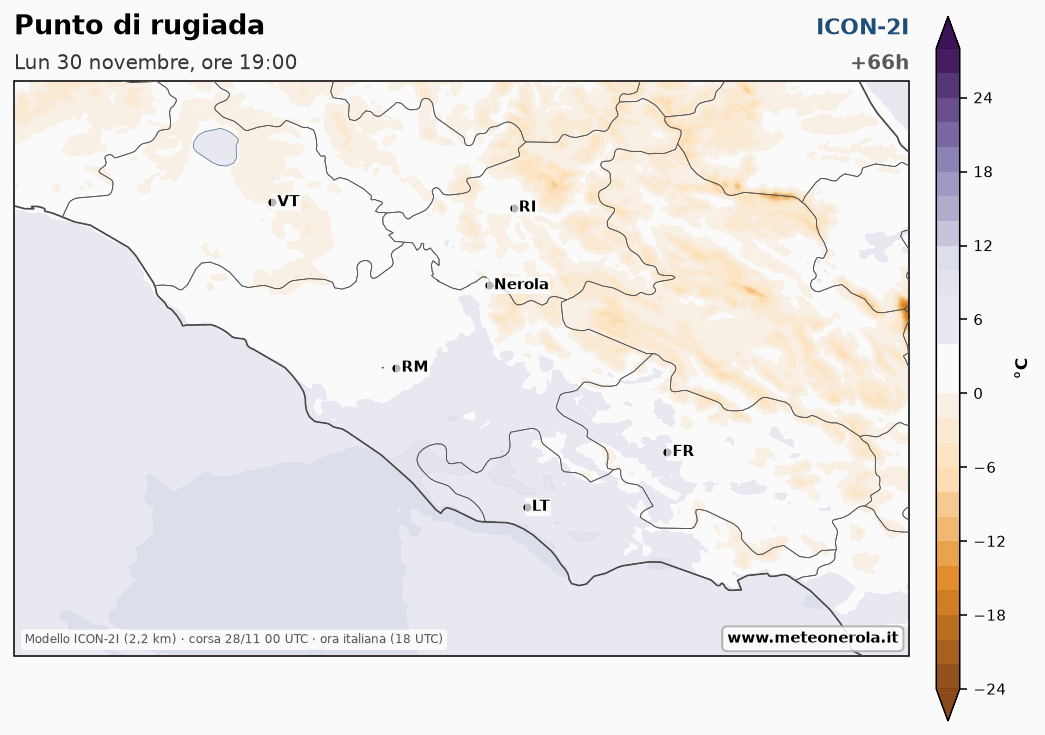 Punto di rugiada
ICON-2I
Lun 30 novembre, ore 19:00
+66h
VT
RI
Nerola
RM
FR
LT
24
18
12
6
0
−6
−12
−18
−24
°C
Modello ICON-2I (2,2 km) · corsa 28/11 00 UTC · ora italiana (18 UTC)
www.meteonerola.it